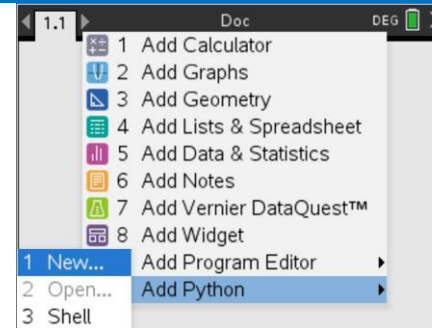 1.1 Doc DEG
1 Add Calculator
2 Add Graphs
3 Add Geometry
4 Add Lists & Spreadsheet
5 Add Data & Statistics
6 Add Notes
7 Add Vernier DataQuest™
8 Add Widget
1 New... Add Program Editor
2 Open... Add Python
3 Shell